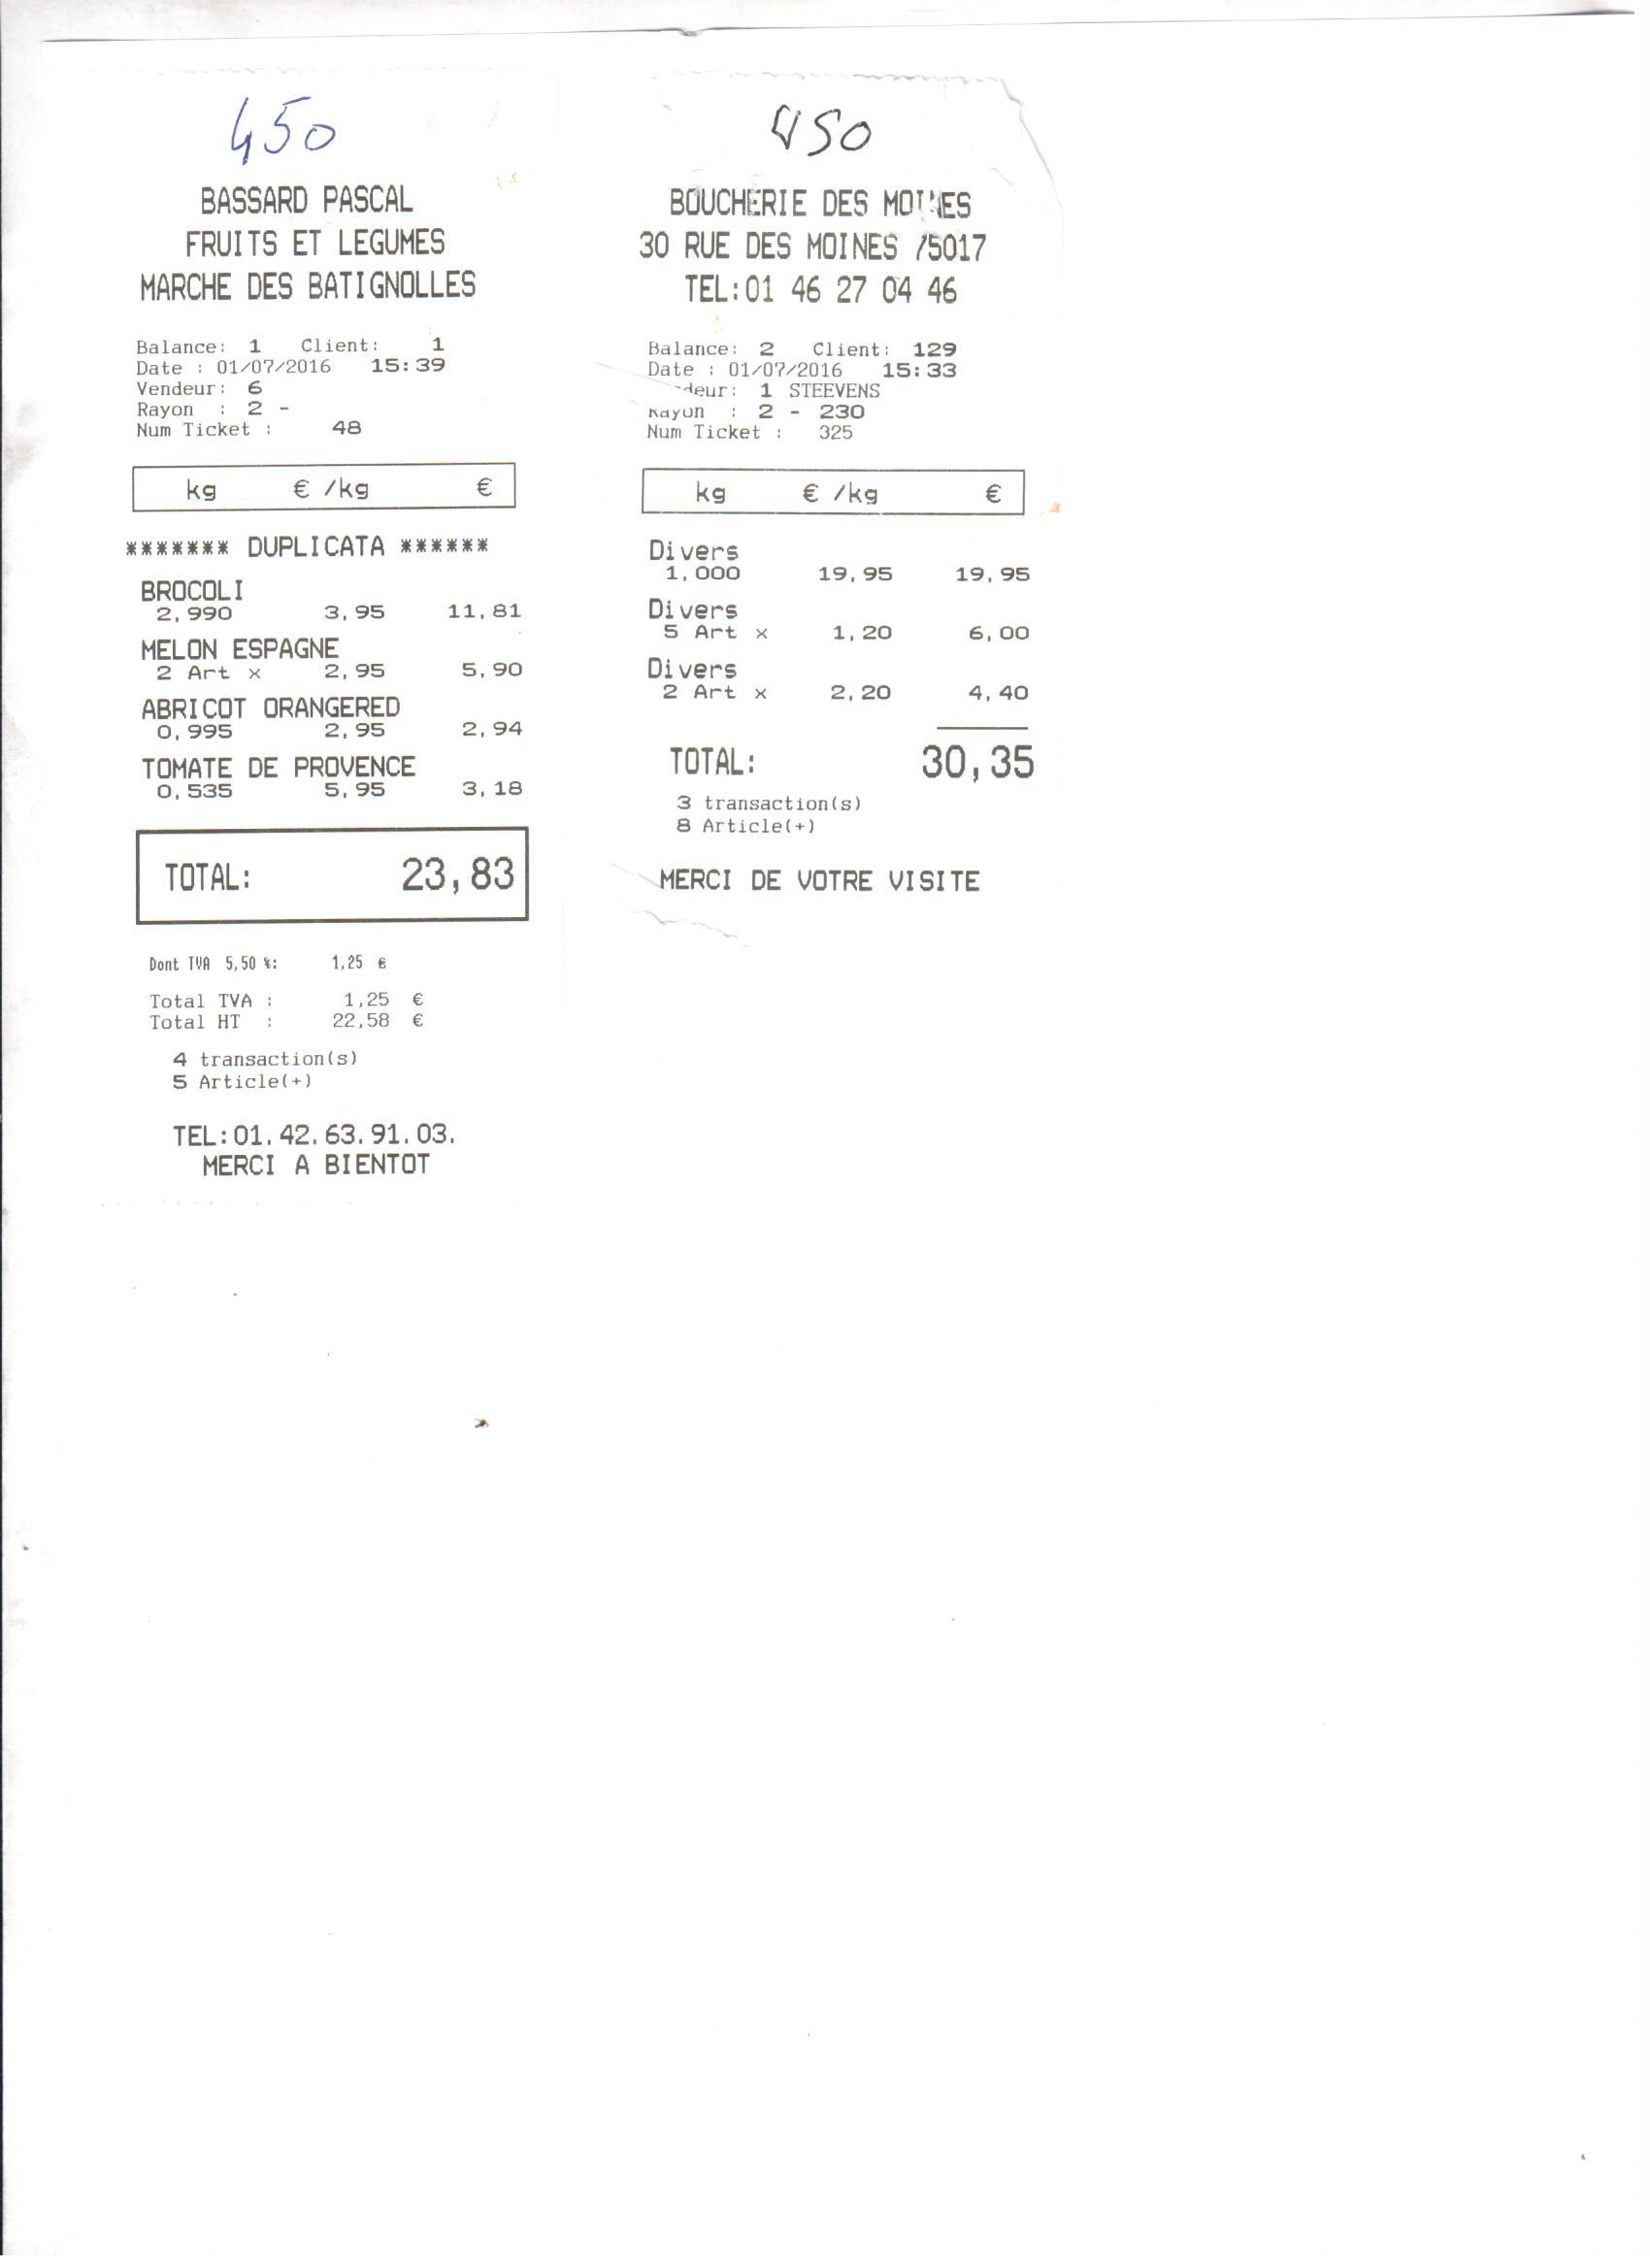 450
BASSARD PASCAL
FRUITS ET LEGUMES
MARCHE DES BATIGNOLLES
Balance: 1 Client: 1
Date : 01/07/2016 15:39
Vendeur: 6
Rayon : 2 -
Num Ticket : 48
kg € /kg €
******* DUPLICATA ******
BROCOLI
2,990 3,95 11,81
MELON ESPAGNE
2 Art x 2,95 5,90
ABRICOT ORANGERED
0,995 2,95 2,94
TOMATE DE PROVENCE
0,535 5,95 3,18
TOTAL: 23,83
Dont TVA 5,50 %: 1,25 €
Total TVA : 1,25 €
Total HT : 22,58 €
4 transaction(s)
5 Article(+)
TEL:01.42.63.91.03.
MERCI A BIENTOT
450
BOUCHERIE DES MOINES
30 RUE DES MOINES 75017
TEL:01 46 27 04 46
Balance: 2 Client: 129
Date : 01/07/2016 15:33
deur: 1 STEEVENS
Rayon : 2 - 230
Num Ticket : 325
kg € /kg €
Divers
1,000 19,95 19,95
Divers
5 Art x 1,20 6,00
Divers
2 Art x 2,20 4,40
TOTAL: 30,35
3 transaction(s)
8 Article(+)
MERCI DE VOTRE VISITE